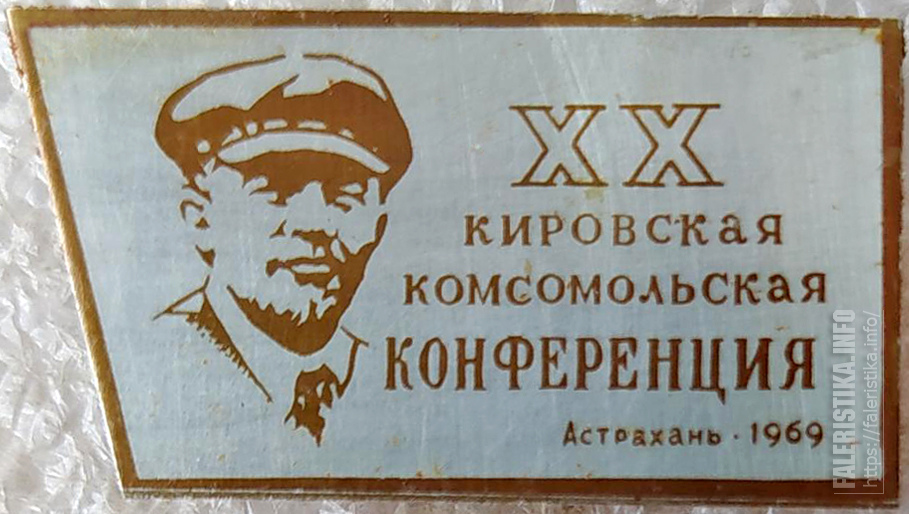 XX
КИРОВСКАЯ
КОМСОМОЛЬСКАЯ
КОНФЕРЕНЦИЯ
Астрахань · 1969
FALERISTIKA.INFO
https://faleristika.info/